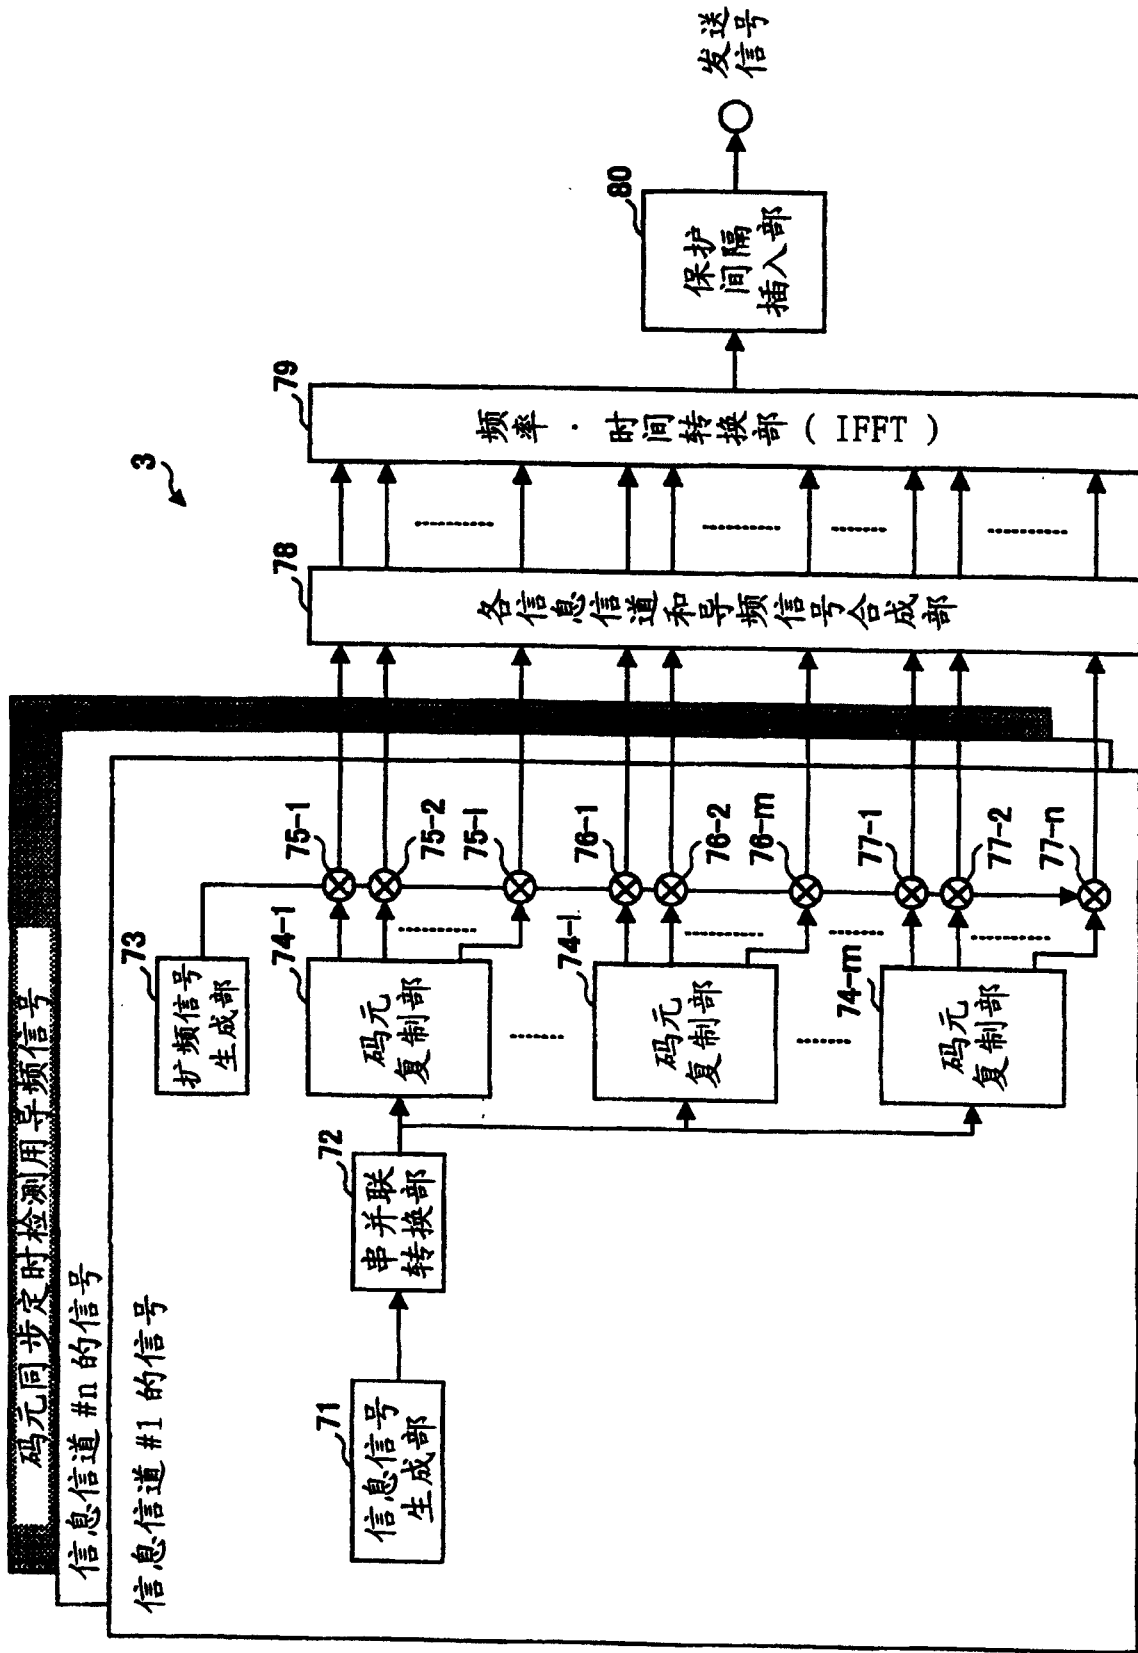 码元同步定时检测用导频信号
信息信道 #n 的信号
信息信道 #1 的信号
3
71
信息信号
生成部
72
串并联
转换部
73
扩频信号
生成部
74-1
码元
复制部
74-l
码元
复制部
74-m
码元
复制部
75-1
75-2
75-l
76-1
76-2
76-m
77-1
77-2
77-n
78
各信息信道和导频信号合成部
79
频率·时间转换部(IFFT)
80
保护
间隔
插入部
发送
信号